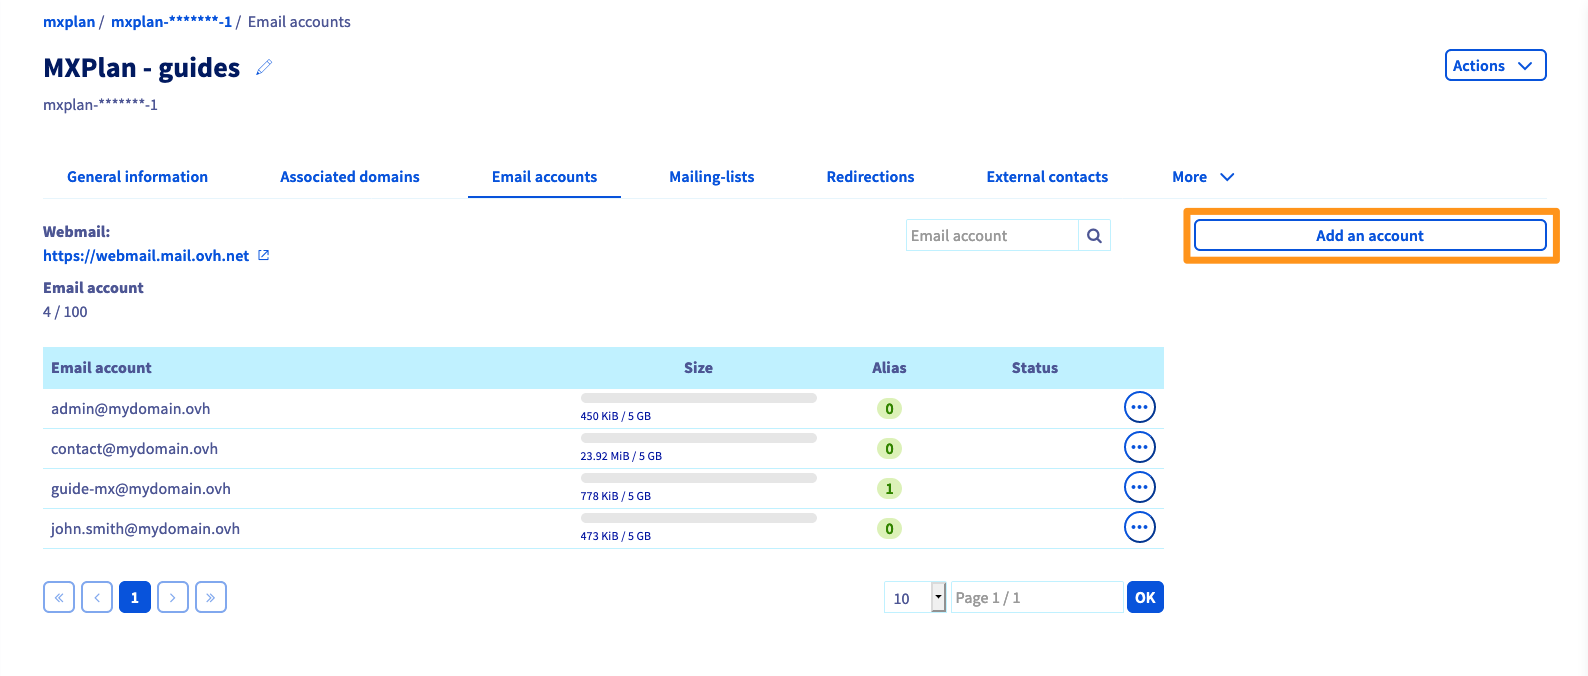 mxplan / mxplan-*******-1 / Email accounts
MXPlan - guides
Actions
mxplan-*******-1
General information Associated domains Email accounts Mailing-lists Redirections External contacts More
Webmail:
https://webmail.mail.ovh.net
Email account
Add an account
Email account
4 / 100
Email account Size Alias Status
admin@mydomain.ovh 450 KiB / 5 GB 0
contact@mydomain.ovh 23.92 MiB / 5 GB 0
guide-mx@mydomain.ovh 778 KiB / 5 GB 1
john.smith@mydomain.ovh 473 KiB / 5 GB 0
« ‹ 1 › » 10 Page 1 / 1 OK